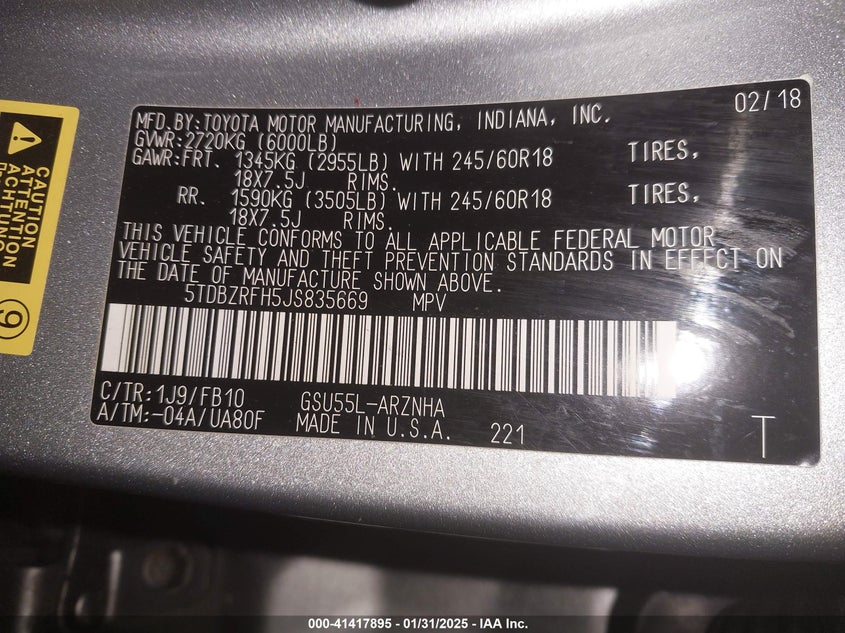 MFD.BY:TOYOTA MOTOR MANUFACTURING, INDIANA, INC. 02/18
GVWR:2720KG (6000LB)
GAWR:FRT. 1345KG (2955LB) WITH 245/60R18 TIRES,
18X7.5J RIMS.
RR. 1590KG (3505LB) WITH 245/60R18 TIRES,
18X7.5J RIMS.
THIS VEHICLE CONFORMS TO ALL APPLICABLE FEDERAL MOTOR
VEHICLE SAFETY AND THEFT PREVENTION STANDARDS IN EFFECT ON
THE DATE OF MANUFACTURE SHOWN ABOVE.
5TDBZRFH5JS835669 MPV
C/TR:1J9/FB10 GSU55L-ARZNHA
A/TM:-04A/UA80F MADE IN U.S.A. 221 T
CAUTION
ATTENTION
ACHTUNG
9
000-41417895 - 01/31/2025 - IAA Inc.